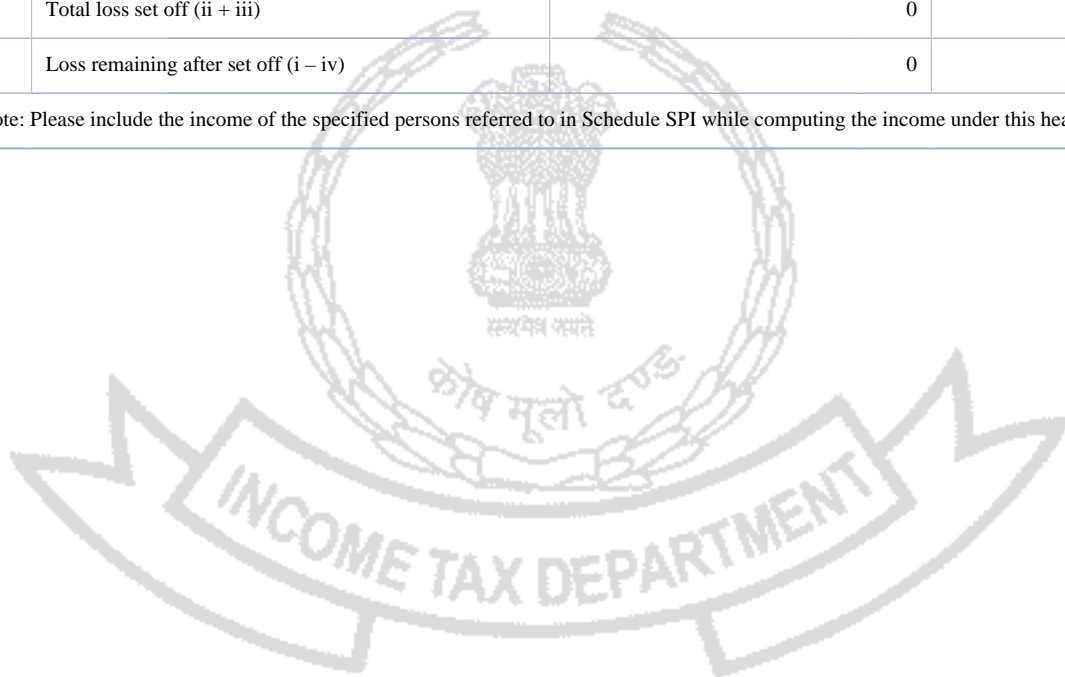 Total loss set off (ii + iii) 0
Loss remaining after set off (i – iv) 0
ote: Please include the income of the specified persons referred to in Schedule SPI while computing the income under this hea
सत्यमेव जयते
कोष मूलो दण्ड:
INCOME TAX DEPARTMENT